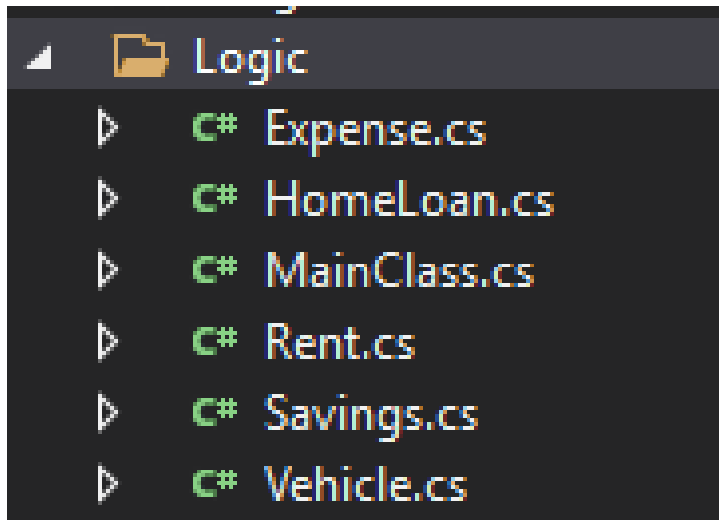 Logic
C# Expense.cs
C# HomeLoan.cs
C# MainClass.cs
C# Rent.cs
C# Savings.cs
C# Vehicle.cs